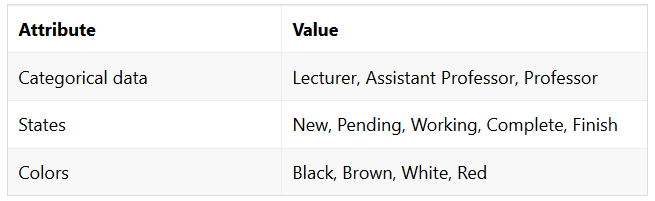 Attribute Value
Categorical data Lecturer, Assistant Professor, Professor
States New, Pending, Working, Complete, Finish
Colors Black, Brown, White, Red